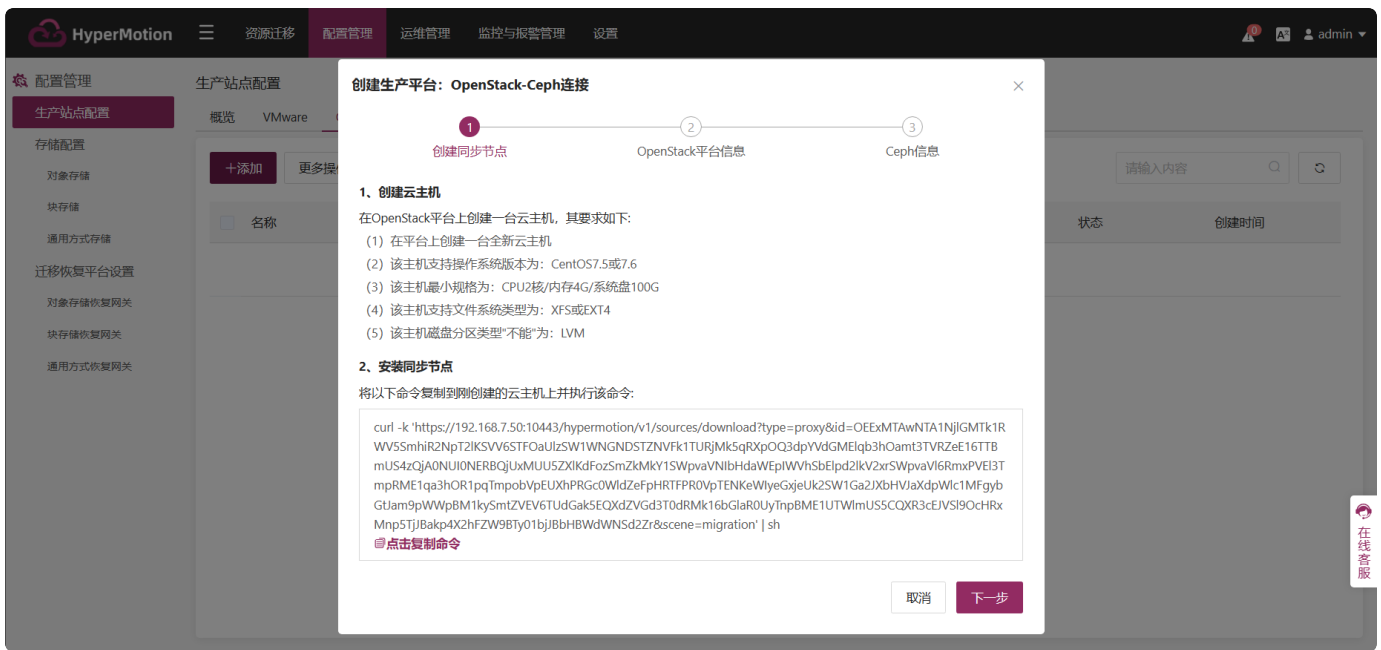 HyperMotion
资源迁移 配置管理 运维管理 监控与报警管理 设置
0 admin
配置管理
生产站点配置
存储配置
对象存储
块存储
通用方式存储
迁移恢复平台设置
对象存储恢复网关
块存储恢复网关
通用方式恢复网关
生产站点配置
概览 VMware
+添加 更多操
请输入内容
名称 状态 创建时间
创建生产平台：OpenStack-Ceph连接
1 2 3
创建同步节点 OpenStack平台信息 Ceph信息
1、创建云主机
在OpenStack平台上创建一台云主机，其要求如下:
(1) 在平台上创建一台全新云主机
(2) 该主机支持操作系统版本为：CentOS7.5或7.6
(3) 该主机最小规格为：CPU2核/内存4G/系统盘100G
(4) 该主机支持文件系统类型为：XFS或EXT4
(5) 该主机磁盘分区类型"不能"为：LVM
2、安装同步节点
将以下命令复制到刚创建的云主机上并执行该命令:
curl -k 'https://192.168.7.50:10443/hypermotion/v1/sources/download?type=proxy&id=OEExMTAwNTA1NjlGMTk1R
WV5SmhiR2NpT2lKSVV6STFOaUlzSW1WNGNDSTZNVFk1TURjMk5qRXpOQ3dpYVdGMElqb3hOamt3TVRZeE16TTB
mUS4zQjA0NUI0NERBQjUxMUU5ZXlKdFozSmZkMkY1SWpvaVNIbHdaWEpIWVhSbElpd2lkV2xrSWpvaVl6RmxPVEl3T
mpRME1qa3hOR1pqTmpobVpEUXhPRGc0WldZeFpHRTFPR0VpTENKeWIyeGxjeUk2SW1Ga2JXbHVJaXdpWlc1MFgyb
GtJam9pWWpBM1kySmtZVEV6TUdGak5EQXdZVGd3T0dRMk16bGlaR0UyTnpBME1UTWlmUS5CQXR3cEJVSl9OcHRx
Mnp5TjJBakp4X2hFZW9BTy01bjJBbHBWdWNSd2Zr&scene=migration' | sh
点击复制命令
取消 下一步
在线客服